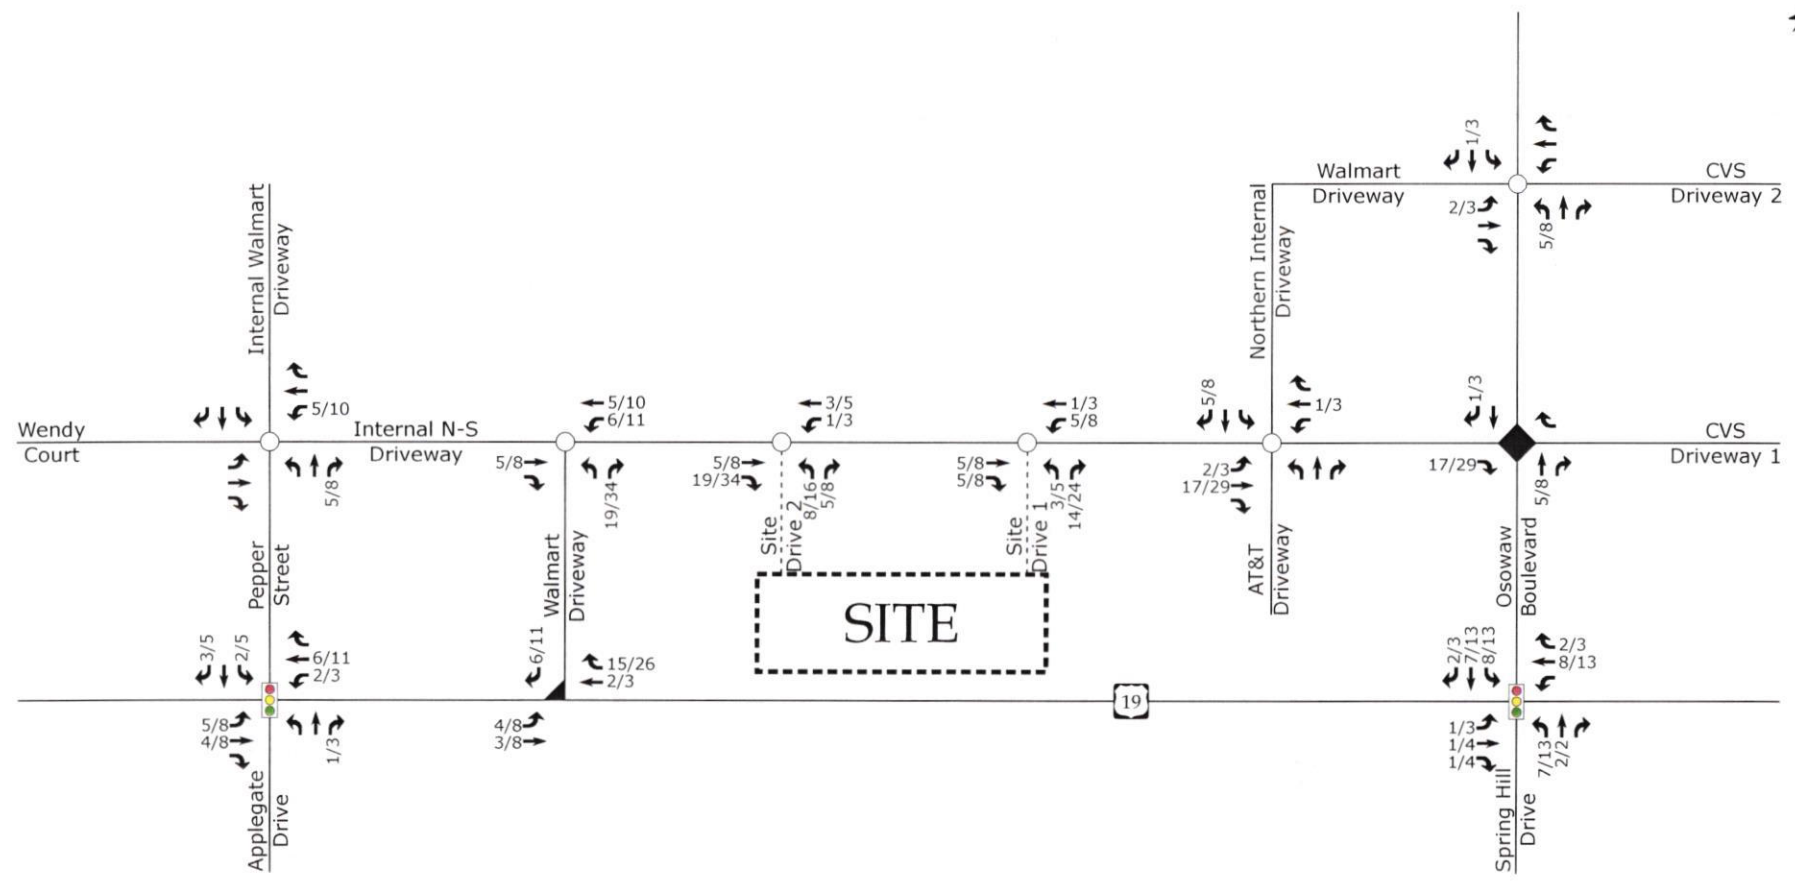 1/3
Walmart
Driveway
CVS
Driveway 2
2/3
5/8
Internal Walmart
Driveway
Northern Internal
Driveway
5/10
5/10
6/11
3/5
1/3
1/3
5/8
5/8
1/3
1/3
Wendy
Court
Internal N-S
Driveway
CVS
Driveway 1
5/8
5/8
19/34
5/8
19/34
8/16
5/8
5/8
5/8
3/5
14/24
2/3
17/29
17/29
5/8
Pepper
Street
Walmart
Driveway
Site
Drive 2
Site
Drive 1
AT&T
Driveway
Osowaw
Boulevard
SITE
3/5
2/5
6/11
2/3
6/11
15/26
2/3
2/3
7/13
8/13
2/3
8/13
19
5/8
4/8
1/3
4/8
3/8
1/3
1/4
1/4
7/13
2/2
Applegate
Drive
Spring Hill
Drive